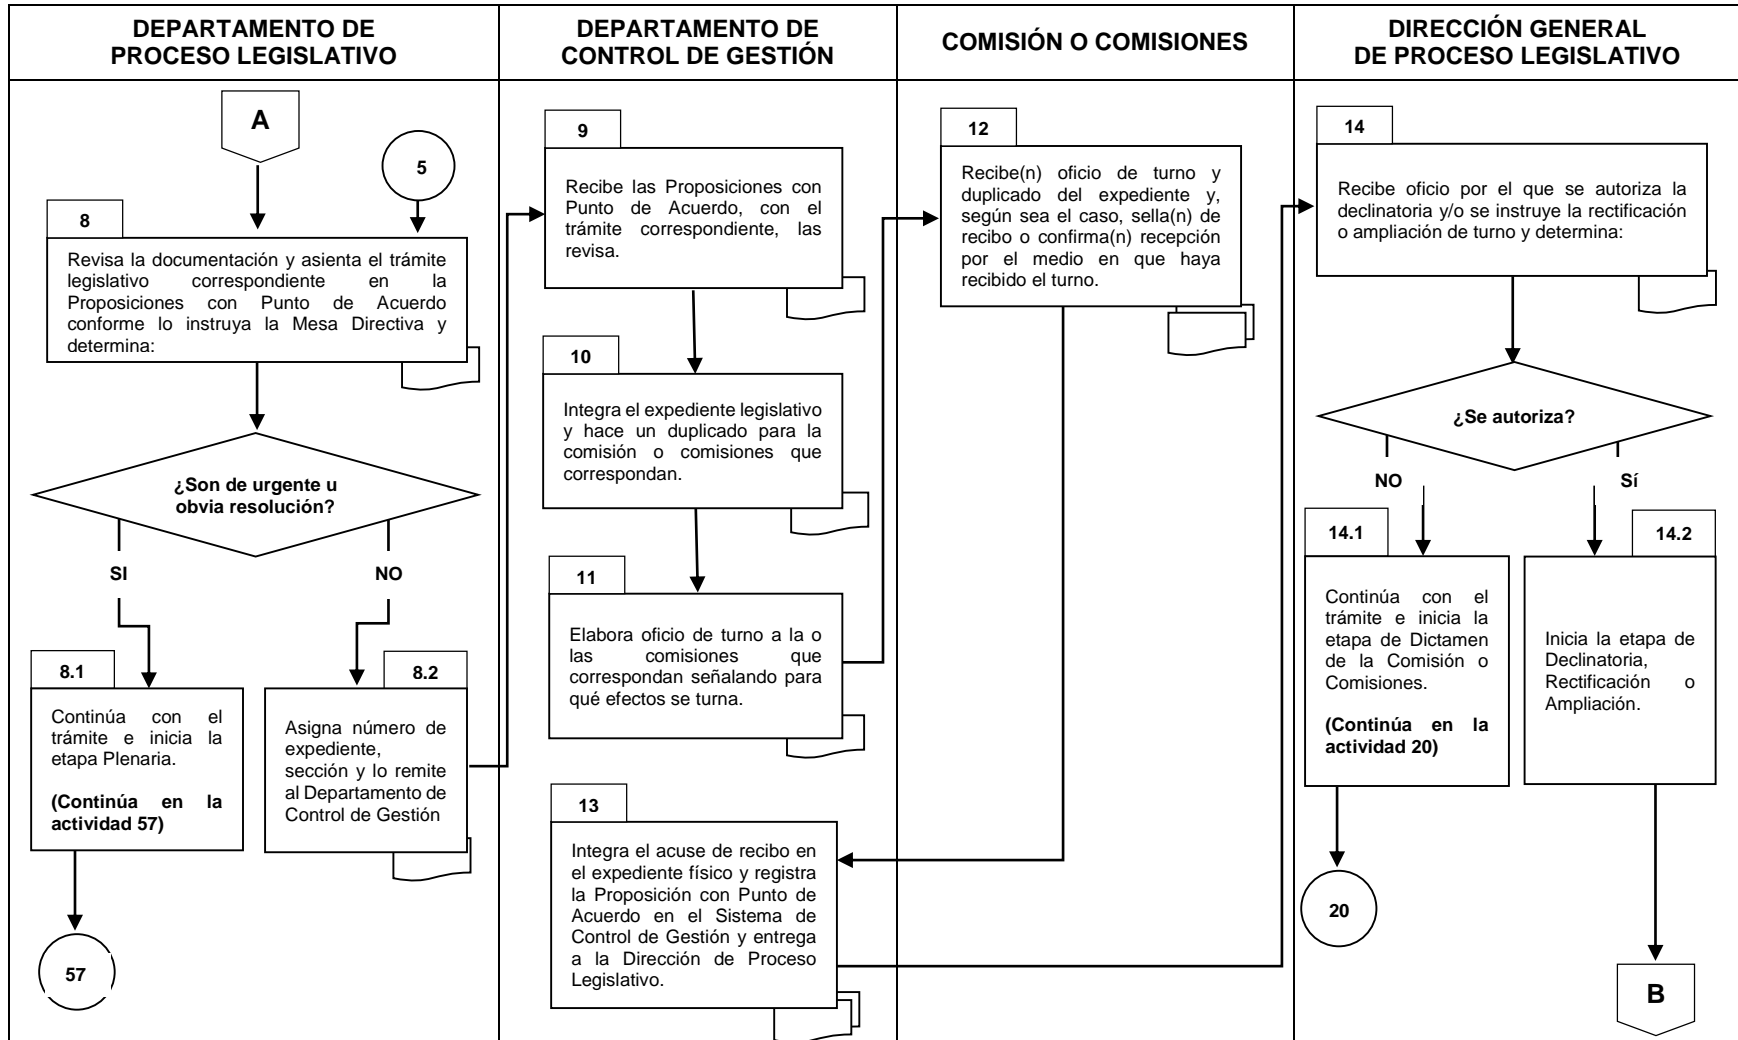 DEPARTAMENTO DE
PROCESO LEGISLATIVO
DEPARTAMENTO DE
CONTROL DE GESTIÓN
COMISIÓN O COMISIONES
DIRECCIÓN GENERAL
DE PROCESO LEGISLATIVO
A
5
8
Revisa la documentación y asienta el trámite
legislativo correspondiente en la
Proposiciones con Punto de Acuerdo
conforme lo instruya la Mesa Directiva y
determina:
¿Son de urgente u
obvia resolución?
SI
NO
8.1
Continúa con el
trámite e inicia la
etapa Plenaria.
(Continúa en la
actividad 57)
57
8.2
Asigna número de
expediente,
sección y lo remite
al Departamento de
Control de Gestión
9
Recibe las Proposiciones con
Punto de Acuerdo, con el
trámite correspondiente, las
revisa.
10
Integra el expediente legislativo
y hace un duplicado para la
comisión o comisiones que
correspondan.
11
Elabora oficio de turno a la o
las comisiones que
correspondan señalando para
qué efectos se turna.
13
Integra el acuse de recibo en
el expediente físico y registra
la Proposición con Punto de
Acuerdo en el Sistema de
Control de Gestión y entrega
a la Dirección de Proceso
Legislativo.
12
Recibe(n) oficio de turno y
duplicado del expediente y,
según sea el caso, sella(n) de
recibo o confirma(n) recepción
por el medio en que haya
recibido el turno.
14
Recibe oficio por el que se autoriza la
declinatoria y/o se instruye la rectificación
o ampliación de turno y determina:
¿Se autoriza?
NO
Sí
14.1
Continúa con el
trámite e inicia la
etapa de Dictamen
de la Comisión o
Comisiones.
(Continúa en la
actividad 20)
20
14.2
Inicia la etapa de
Declinatoria,
Rectificación o
Ampliación.
B